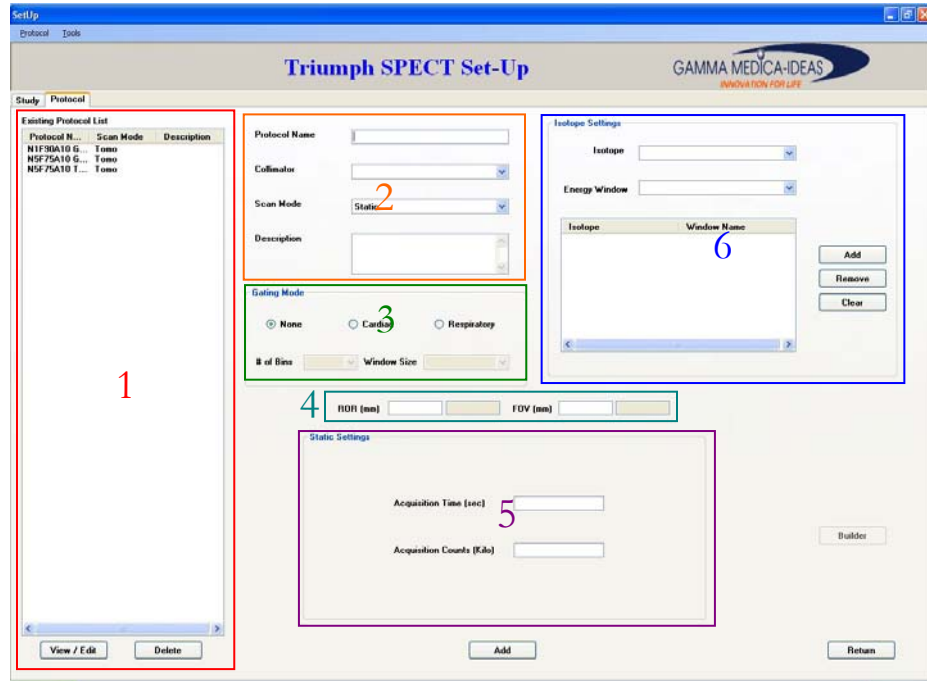 SetUp
Protocol Tools
Triumph SPECT Set-Up
GAMMA MEDICA-IDEAS
INNOVATION FOR LIFE
Study Protocol
Existing Protocol List
Protocol N... Scan Mode Description
N1F90A10 G... Tomo
N5F75A10 G... Tomo
N5F75A10 T... Tomo
1
View / Edit Delete
Protocol Name
Collimator
Scan Mode Static
2
Description
Gating Mode
None Cardiac Respiratory
3
# of Bins Window Size
4
ROR (mm) FOV (mm)
Static Settings
Acquisition Time (sec)
5
Acquisition Counts (Kilo)
Add
Isotope Settings
Isotope
Energy Window
Isotope Window Name
6
Add
Remove
Clear
Builder
Return